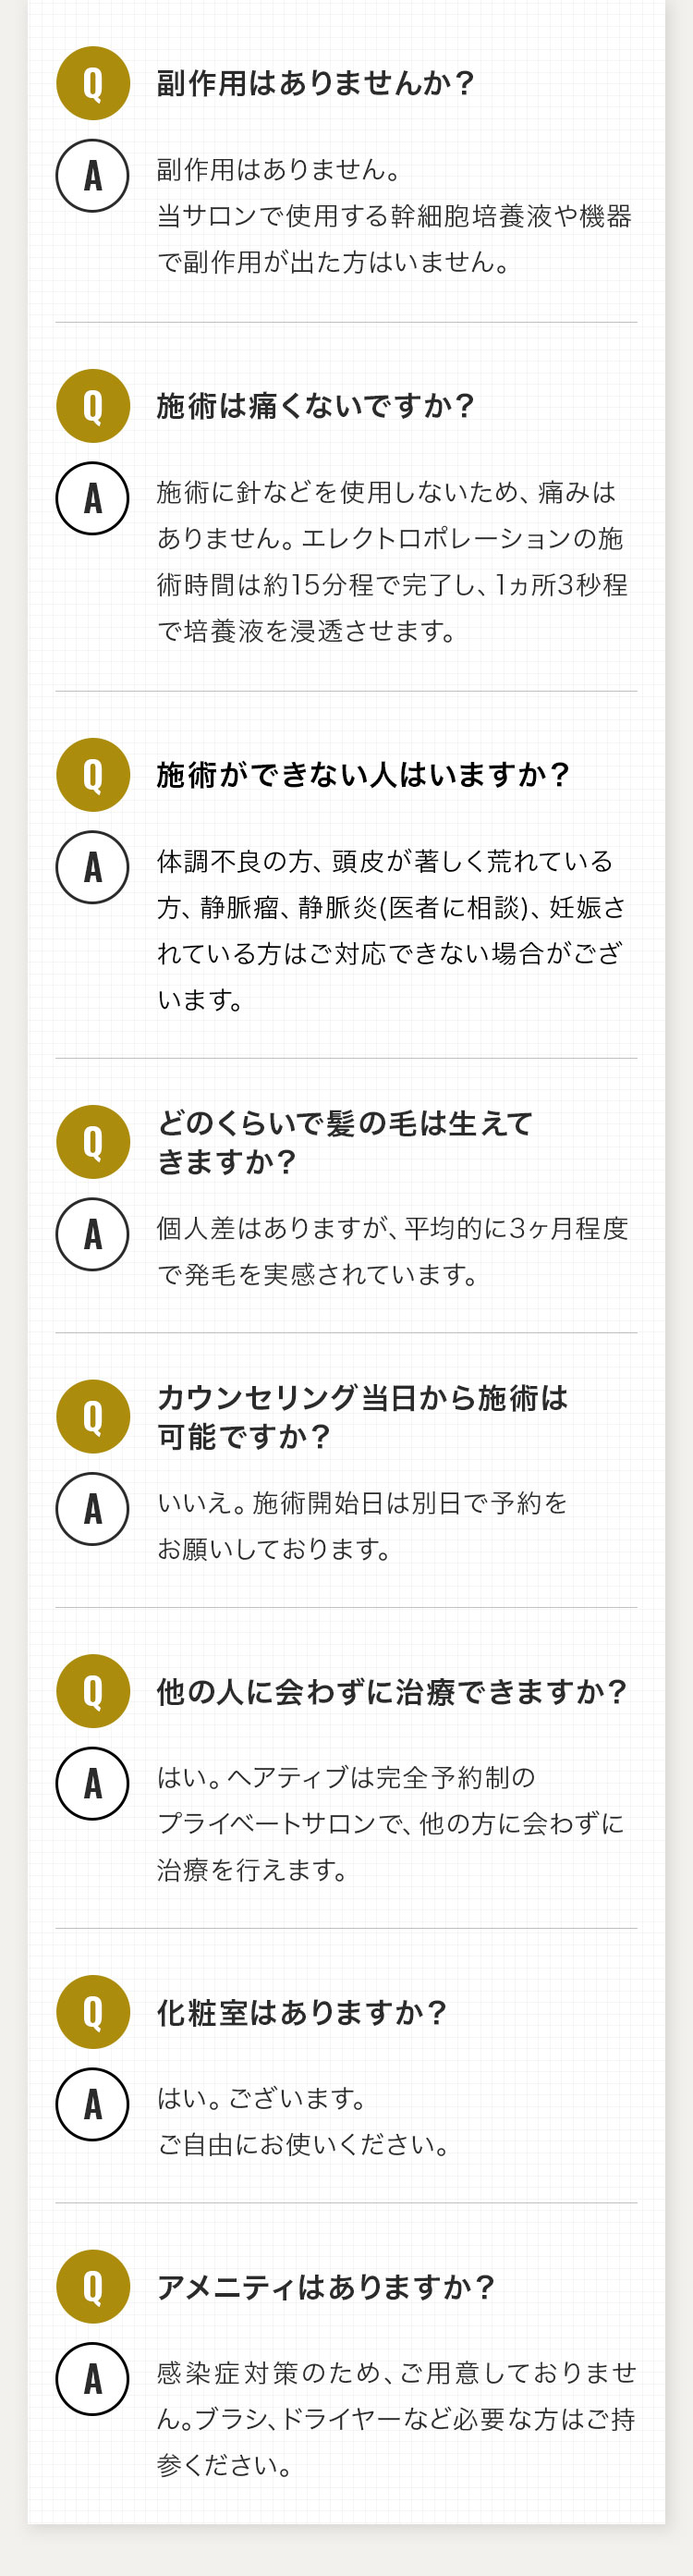 Q 副作用はありませんか？
A 副作用はありません。
当サロンで使用する幹細胞培養液や機器
で副作用が出た方はいません。
Q 施術は痛くないですか？
A 施術に針などを使用しないため、痛みは
ありません。エレクトロポレーションの施
術時間は約15分程で完了し、1ヵ所3秒程
で培養液を浸透させます。
Q 施術ができない人はいますか？
A 体調不良の方、頭皮が著しく荒れている
方、静脈瘤、静脈炎(医者に相談)、妊娠さ
れている方はご対応できない場合がござ
います。
Q どのくらいで髪の毛は生えて
きますか？
A 個人差はありますが、平均的に3ヶ月程度
で発毛を実感されています。
Q カウンセリング当日から施術は
可能ですか？
A いいえ。施術開始日は別日で予約を
お願いしております。
Q 他の人に会わずに治療できますか？
A はい。ヘアティブは完全予約制の
プライベートサロンで、他の方に会わずに
治療を行えます。
Q 化粧室はありますか？
A はい。ございます。
ご自由にお使いください。
Q アメニティはありますか？
A 感染症対策のため、ご用意しておりませ
ん。ブラシ、ドライヤーなど必要な方はご持
参ください。